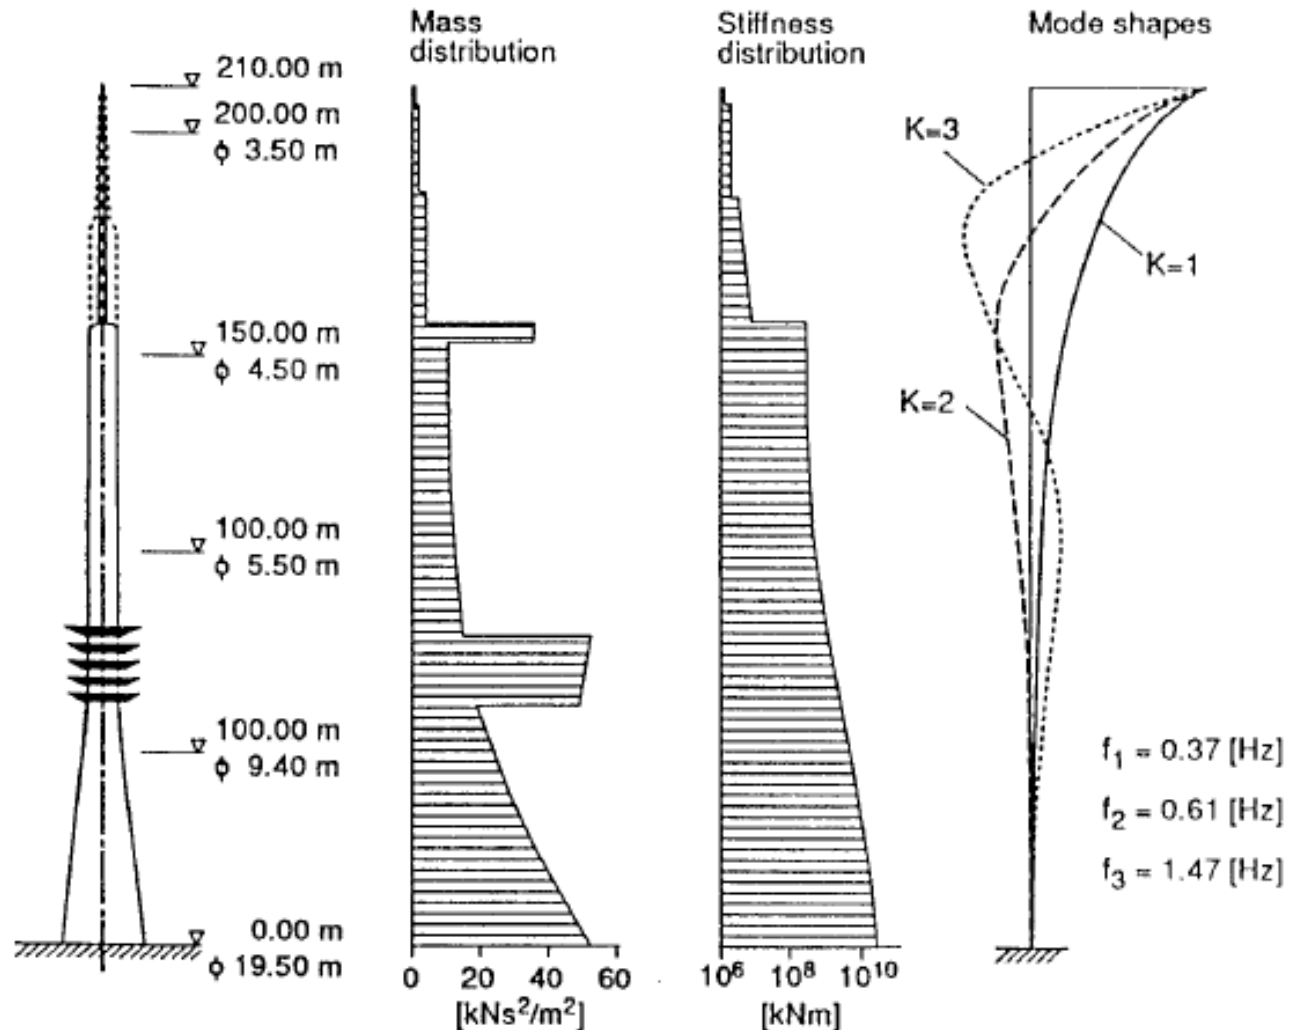 Mass
distribution
Stiffness
distribution
Mode shapes
210.00 m
200.00 m
ϕ 3.50 m
150.00 m
ϕ 4.50 m
100.00 m
ϕ 5.50 m
100.00 m
ϕ 9.40 m
0.00 m
ϕ 19.50 m
0 20 40 60
[kNs²/m²]
10⁶ 10⁸ 10¹⁰
[kNm]
K=3
K=1
K=2
f₁ = 0.37 [Hz]
f₂ = 0.61 [Hz]
f₃ = 1.47 [Hz]